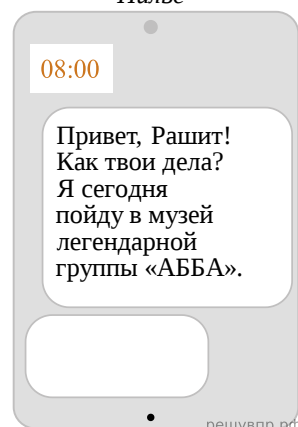 08:00
Привет, Рашит!
Как твои дела?
Я сегодня
пойду в музей
легендарной
группы «АББА».